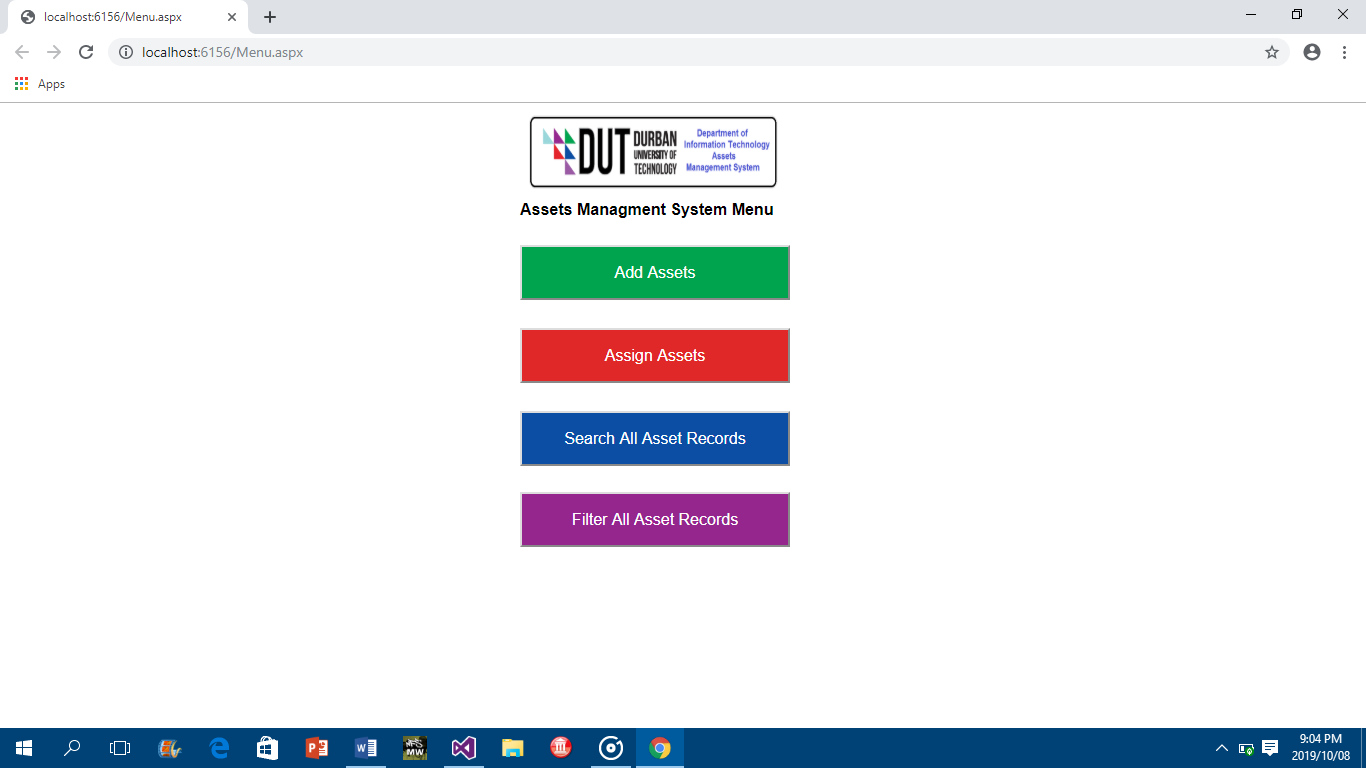 localhost:6156/Menu.aspx
localhost:6156/Menu.aspx
Apps
DUT
DURBAN
UNIVERSITY OF
TECHNOLOGY
Department of
Information Technology
Assets
Management System
Assets Managment System Menu
Add Assets
Assign Assets
Search All Asset Records
Filter All Asset Records
MW
9:04 PM
2019/10/08